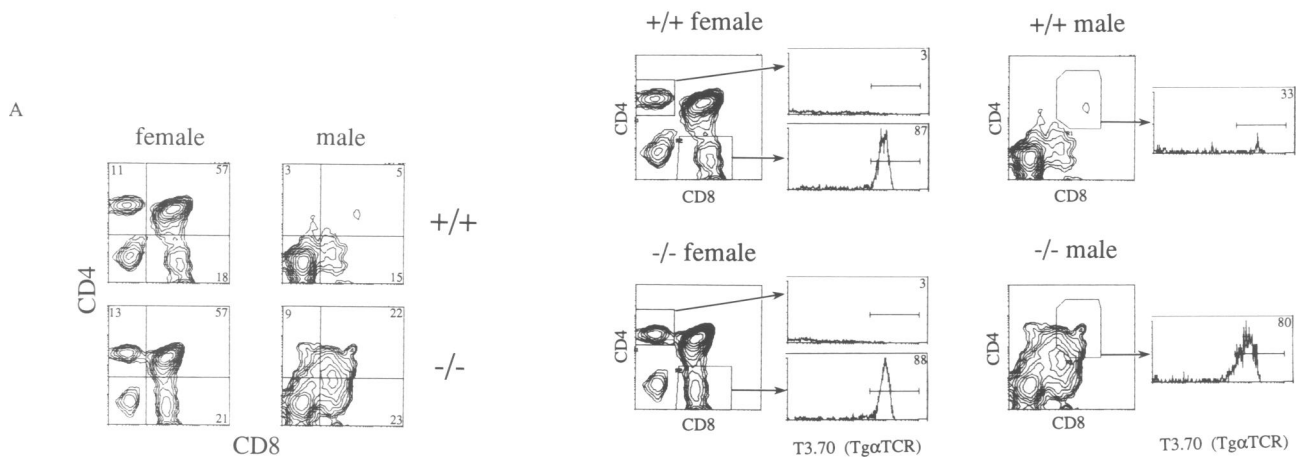 A
female
male
11
57
18
3
5
15
+/+
13
57
21
9
22
23
-/-
CD4
CD8
+/+ female
CD4
CD8
3
87
+/+ male
CD4
CD8
33
-/- female
CD4
CD8
3
88
T3.70 (TgαTCR)
-/- male
CD4
CD8
80
T3.70 (TgαTCR)